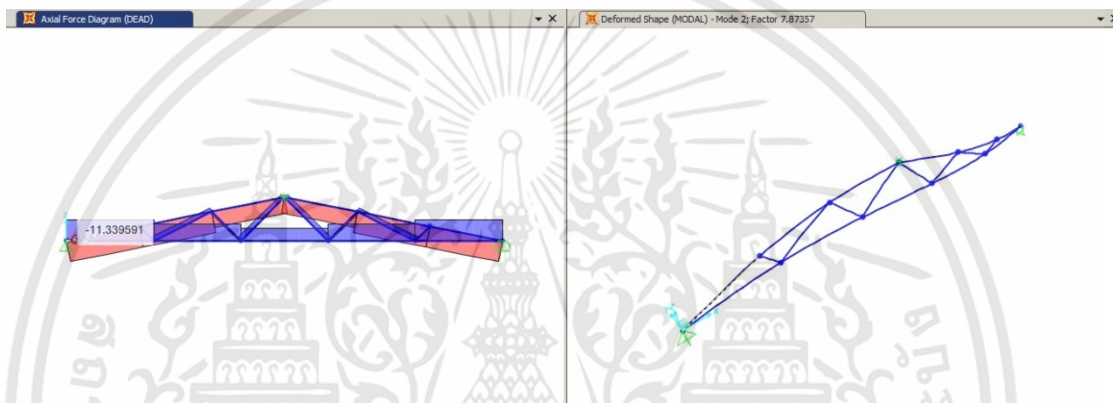 Axial Force Diagram (DEAD)
Deformed Shape (MODAL) - Mode 2; Factor 7.87357
-11.339591